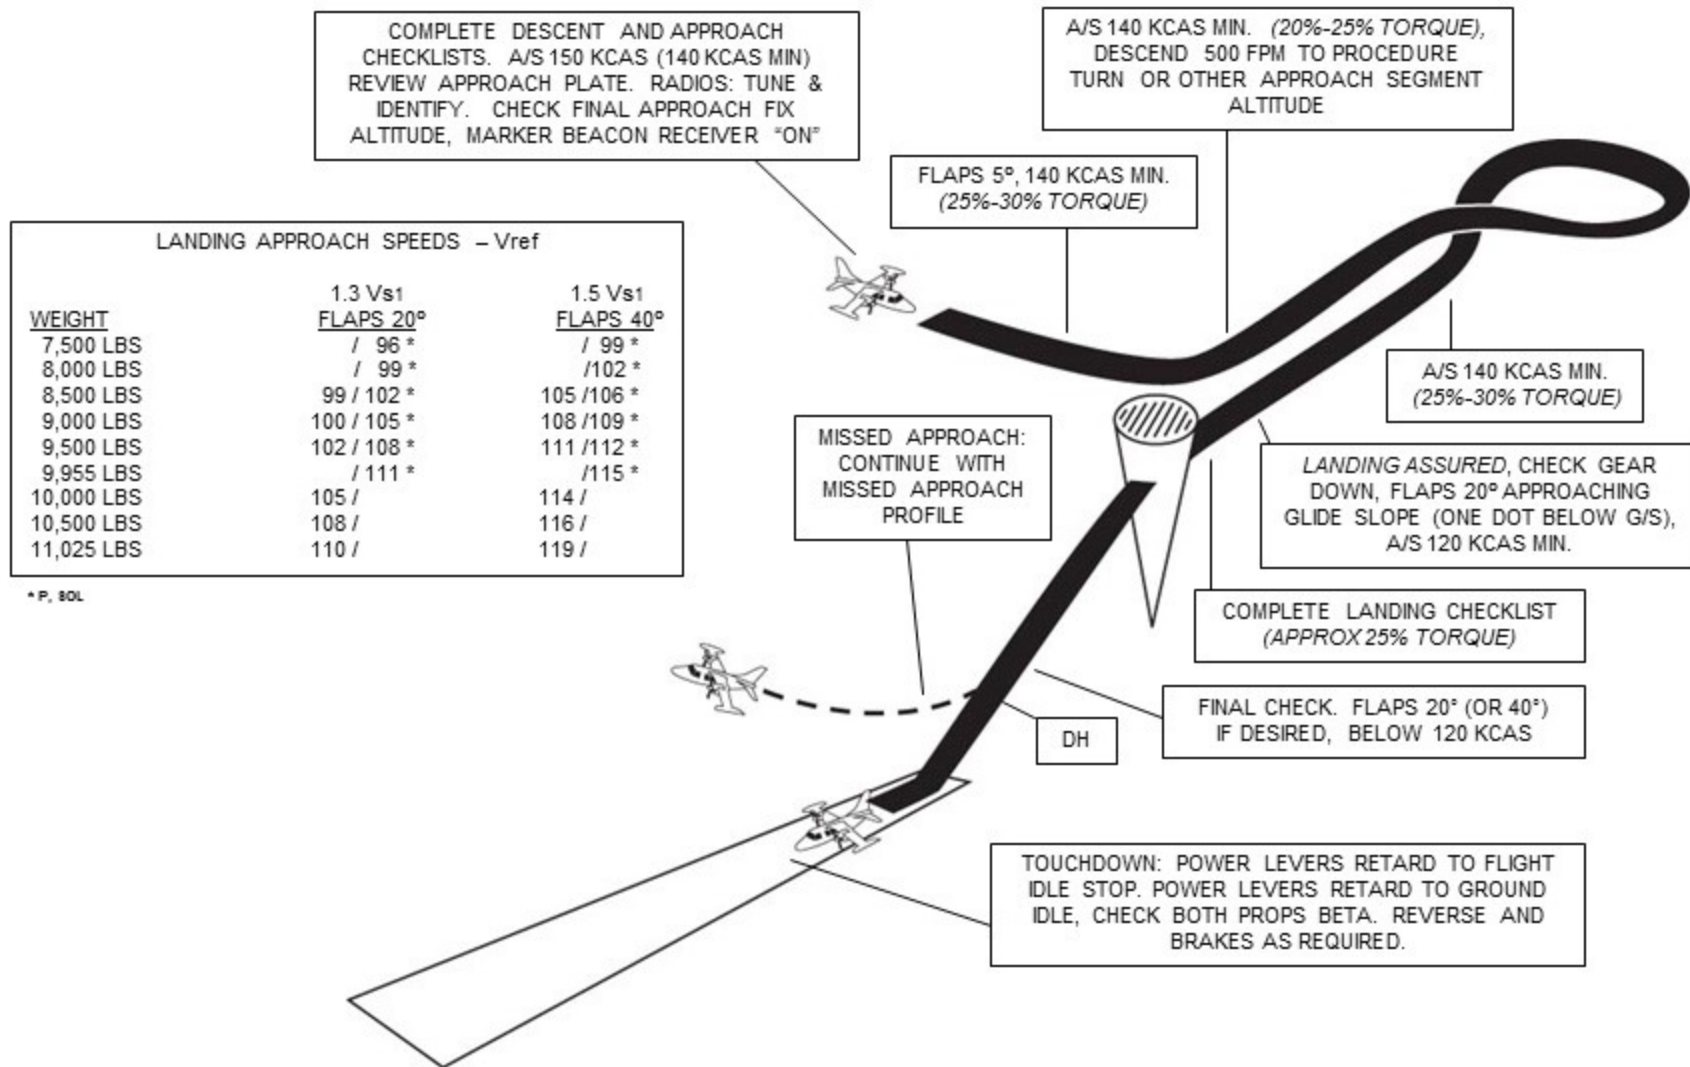 COMPLETE DESCENT AND APPROACH
CHECKLISTS. A/S 150 KCAS (140 KCAS MIN)
REVIEW APPROACH PLATE. RADIOS: TUNE &
IDENTIFY. CHECK FINAL APPROACH FIX
ALTITUDE, MARKER BEACON RECEIVER “ON”
A/S 140 KCAS MIN. (20%-25% TORQUE),
DESCEND 500 FPM TO PROCEDURE
TURN OR OTHER APPROACH SEGMENT
ALTITUDE
FLAPS 5º, 140 KCAS MIN.
(25%-30% TORQUE)
LANDING APPROACH SPEEDS – Vref
1.3 Vs1 1.5 Vs1
WEIGHT FLAPS 20º FLAPS 40º
7,500 LBS / 96 * / 99 *
8,000 LBS / 99 * /102 *
8,500 LBS 99 / 102 * 105 /106 *
9,000 LBS 100 / 105 * 108 /109 *
9,500 LBS 102 / 108 * 111 /112 *
9,955 LBS / 111 * /115 *
10,000 LBS 105 / 114 /
10,500 LBS 108 / 116 /
11,025 LBS 110 / 119 /
* P, SOL
A/S 140 KCAS MIN.
(25%-30% TORQUE)
MISSED APPROACH:
CONTINUE WITH
MISSED APPROACH
PROFILE
LANDING ASSURED, CHECK GEAR
DOWN, FLAPS 20º APPROACHING
GLIDE SLOPE (ONE DOT BELOW G/S),
A/S 120 KCAS MIN.
COMPLETE LANDING CHECKLIST
(APPROX 25% TORQUE)
FINAL CHECK. FLAPS 20° (OR 40°)
IF DESIRED, BELOW 120 KCAS
DH
TOUCHDOWN: POWER LEVERS RETARD TO FLIGHT
IDLE STOP. POWER LEVERS RETARD TO GROUND
IDLE, CHECK BOTH PROPS BETA. REVERSE AND
BRAKES AS REQUIRED.